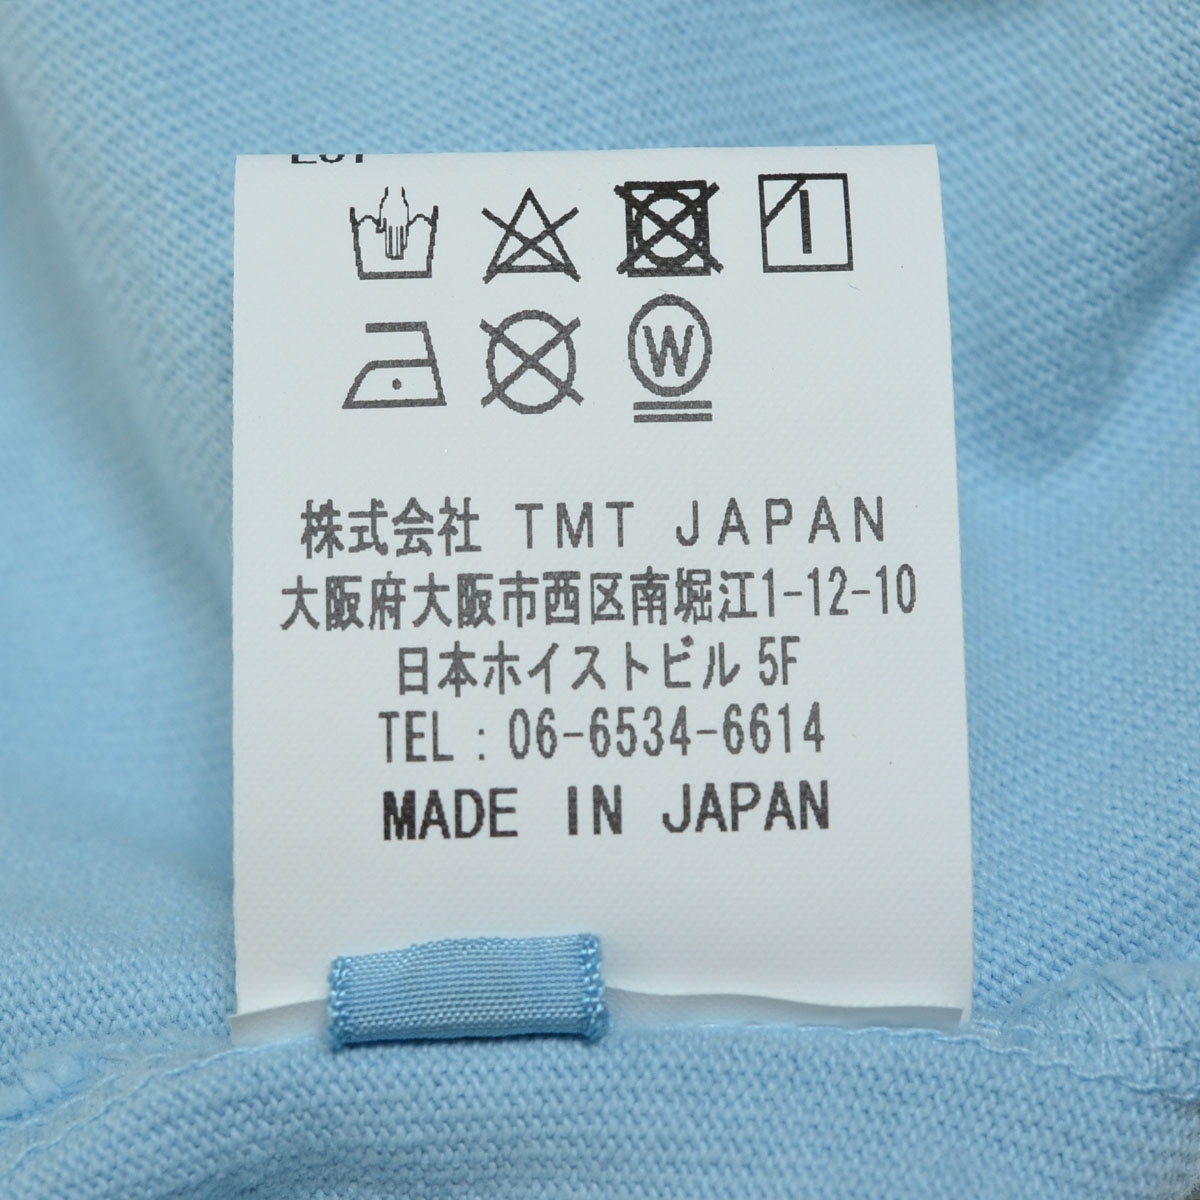 W
株式会社 TMT JAPAN
大阪府大阪市西区南堀江1-12-10
日本ホイストビル 5F
TEL : 06-6534-6614
MADE IN JAPAN